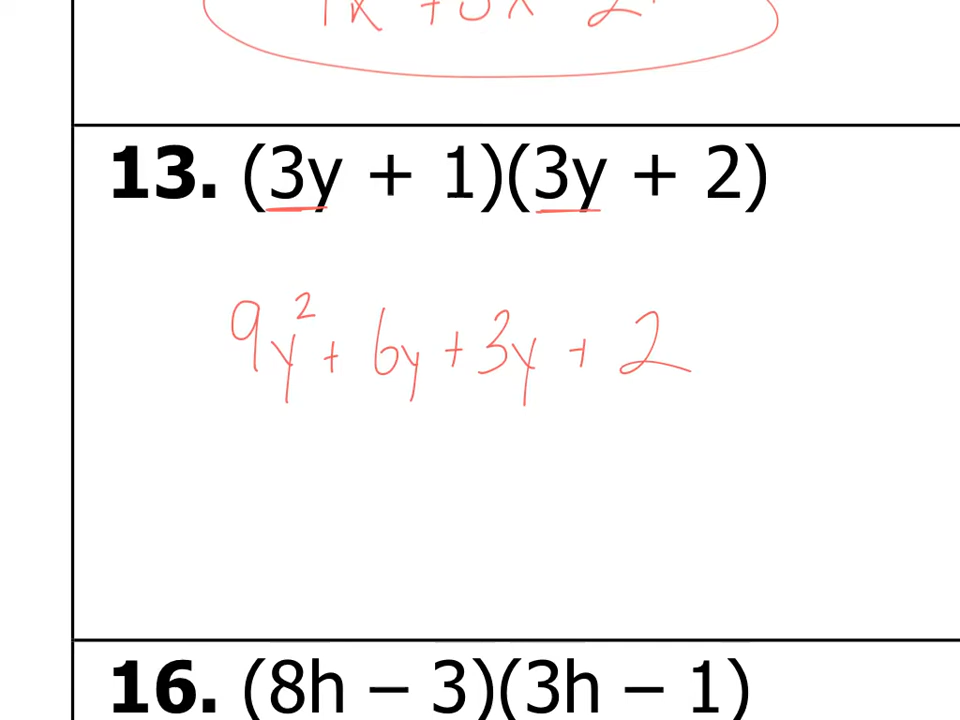 13. (3y + 1)(3y + 2)
9y² + 6y + 3y + 2
16. (8h – 3)(3h – 1)